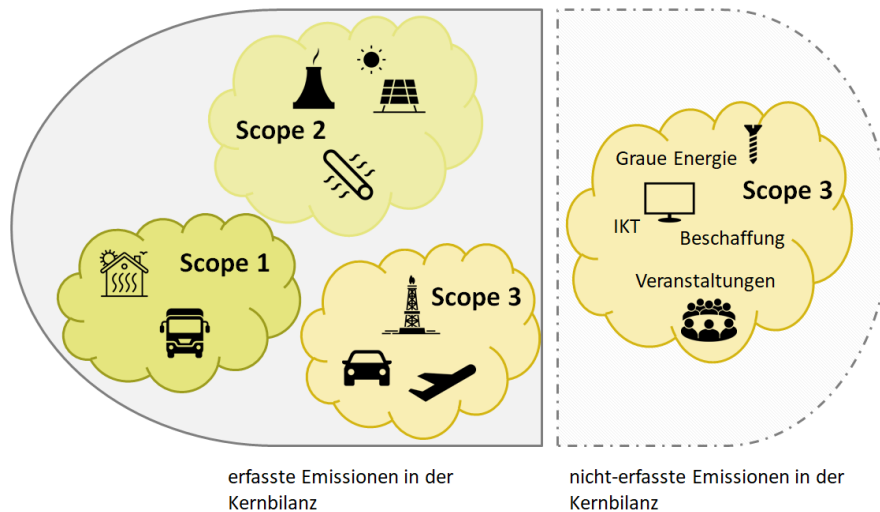 Scope 2
Scope 1
Scope 3
Graue Energie
Scope 3
IKT
Beschaffung
Veranstaltungen
erfasste Emissionen in der
Kernbilanz
nicht-erfasste Emissionen in der
Kernbilanz